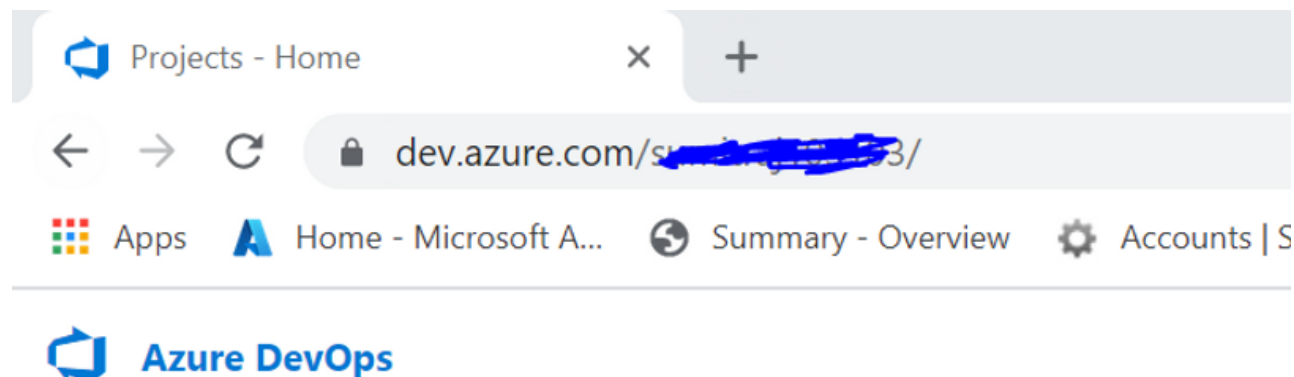 Projects - Home
dev.azure.com/
Apps Home - Microsoft A... Summary - Overview Accounts | S
Azure DevOps